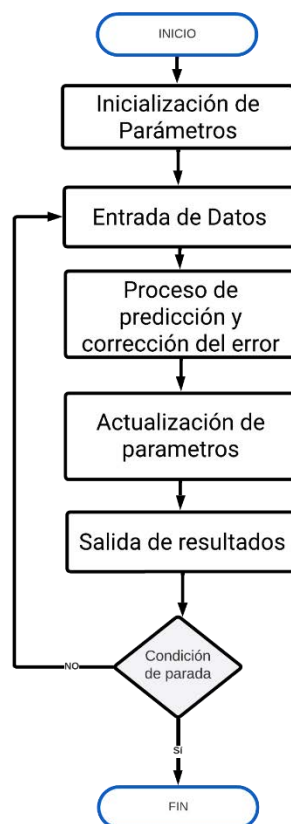 INICIO
Inicialización de
Parámetros
Entrada de Datos
Proceso de
predicción y
corrección del error
Actualización de
parametros
Salida de resultados
Condición
de parada
NO
SI
FIN